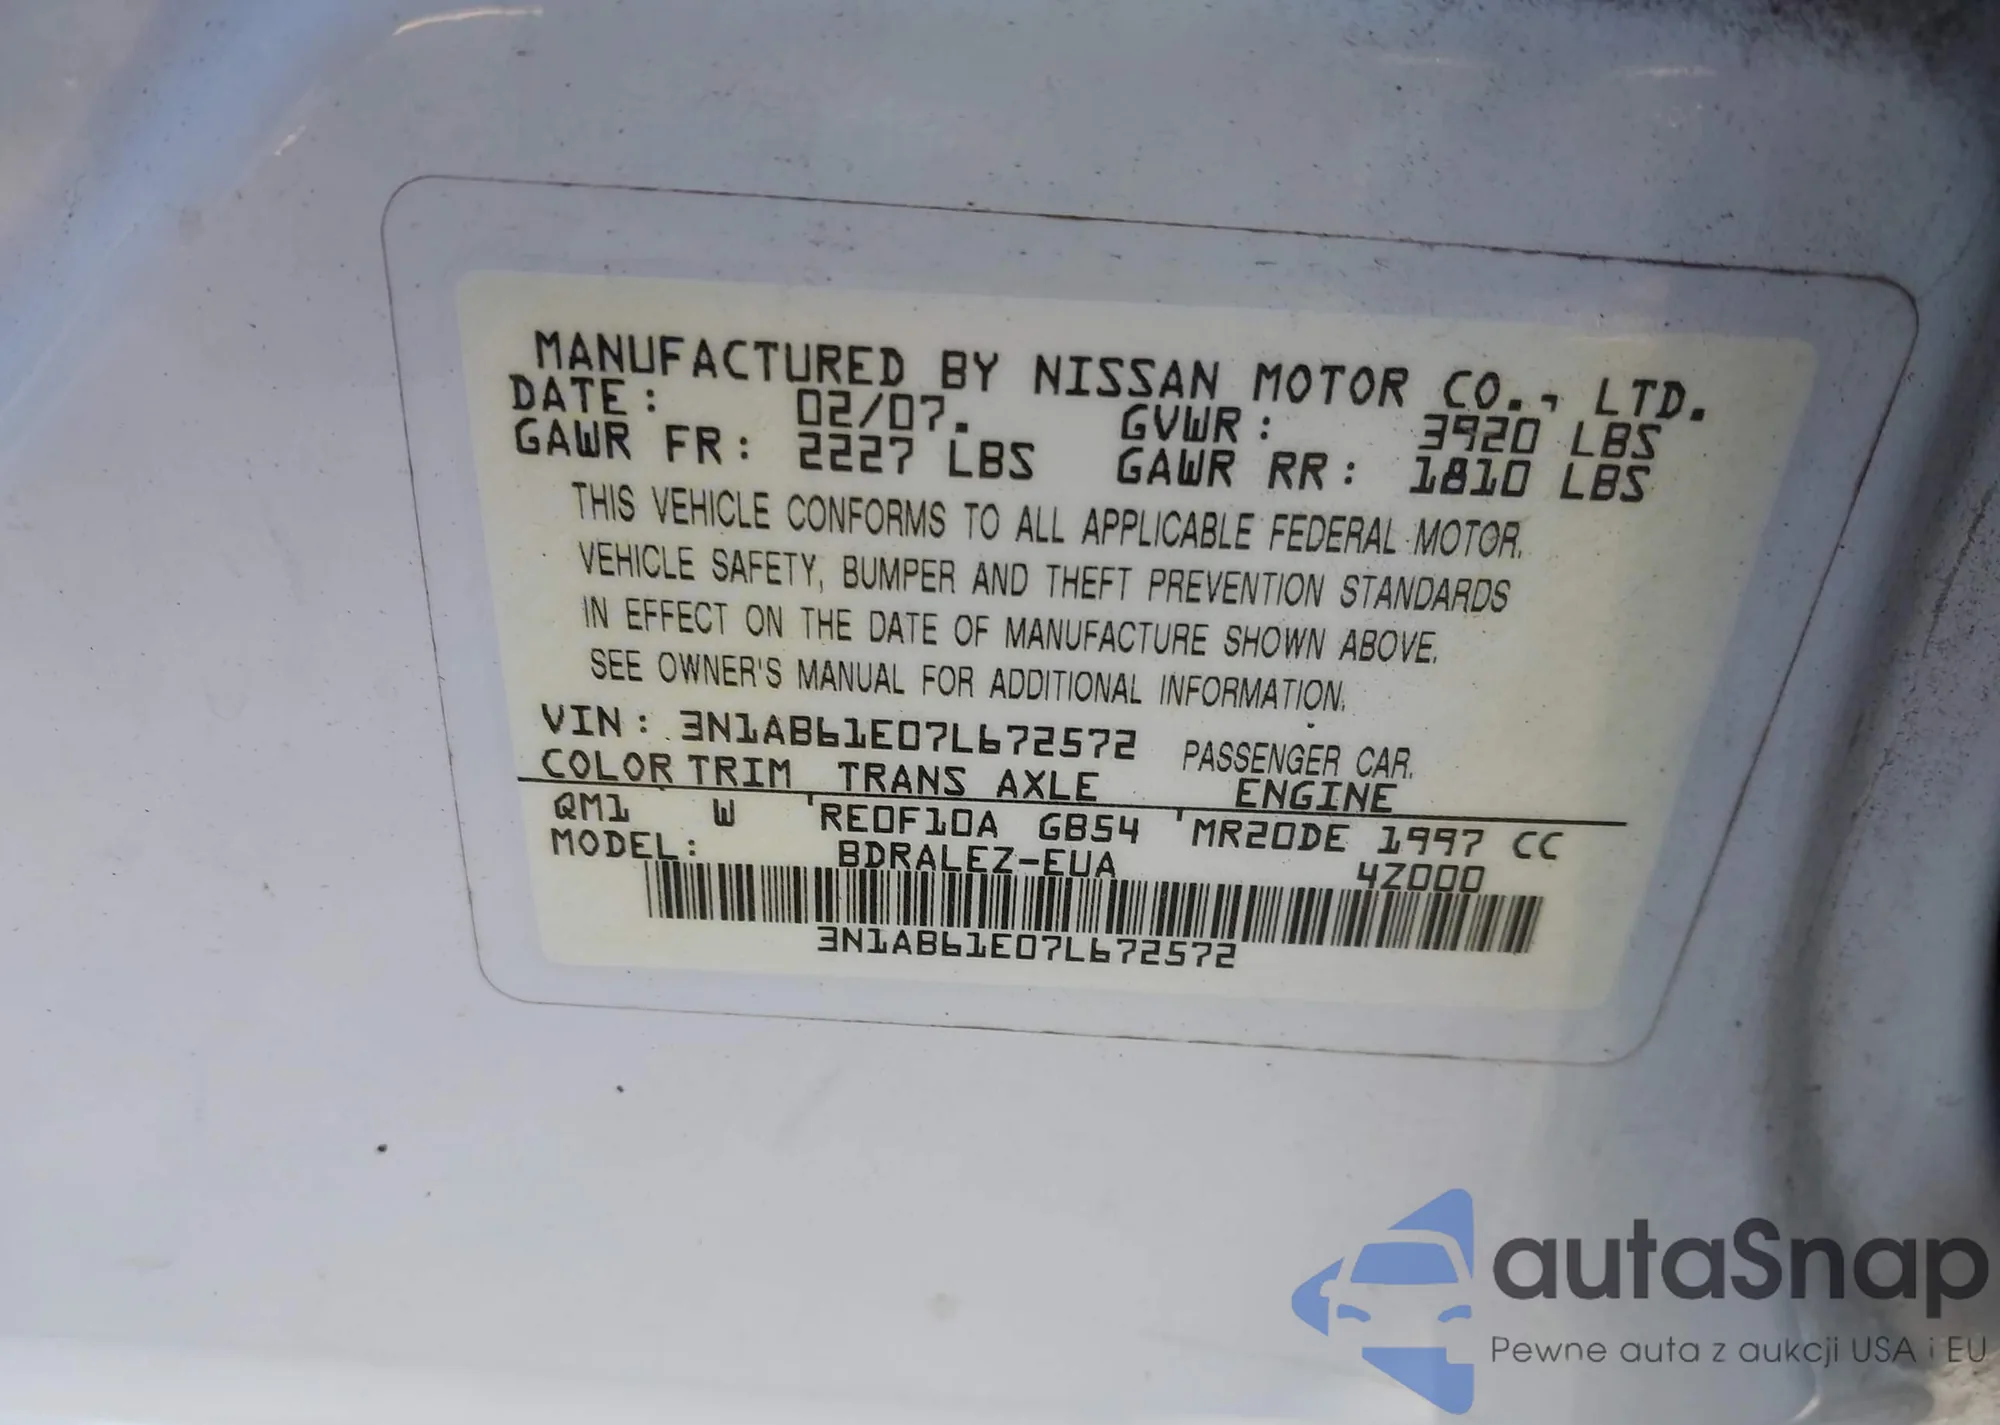 MANUFACTURED BY NISSAN MOTOR CO., LTD.
DATE: 02/07. GVWR: 3920 LBS
GAWR FR: 2227 LBS GAWR RR: 1810 LBS
THIS VEHICLE CONFORMS TO ALL APPLICABLE FEDERAL MOTOR.
VEHICLE SAFETY, BUMPER AND THEFT PREVENTION STANDARDS
IN EFFECT ON THE DATE OF MANUFACTURE SHOWN ABOVE.
SEE OWNER'S MANUAL FOR ADDITIONAL INFORMATION.
VIN: 3N1AB61E07L672572 PASSENGER CAR.
COLOR TRIM TRANS AXLE ENGINE
QM1 W RE0F10A GB54 MR20DE 1997 CC
MODEL: BDRALEZ-EUA 4Z000
3N1AB61E07L672572
autaSnap
Pewne auta z aukcji USA i EU